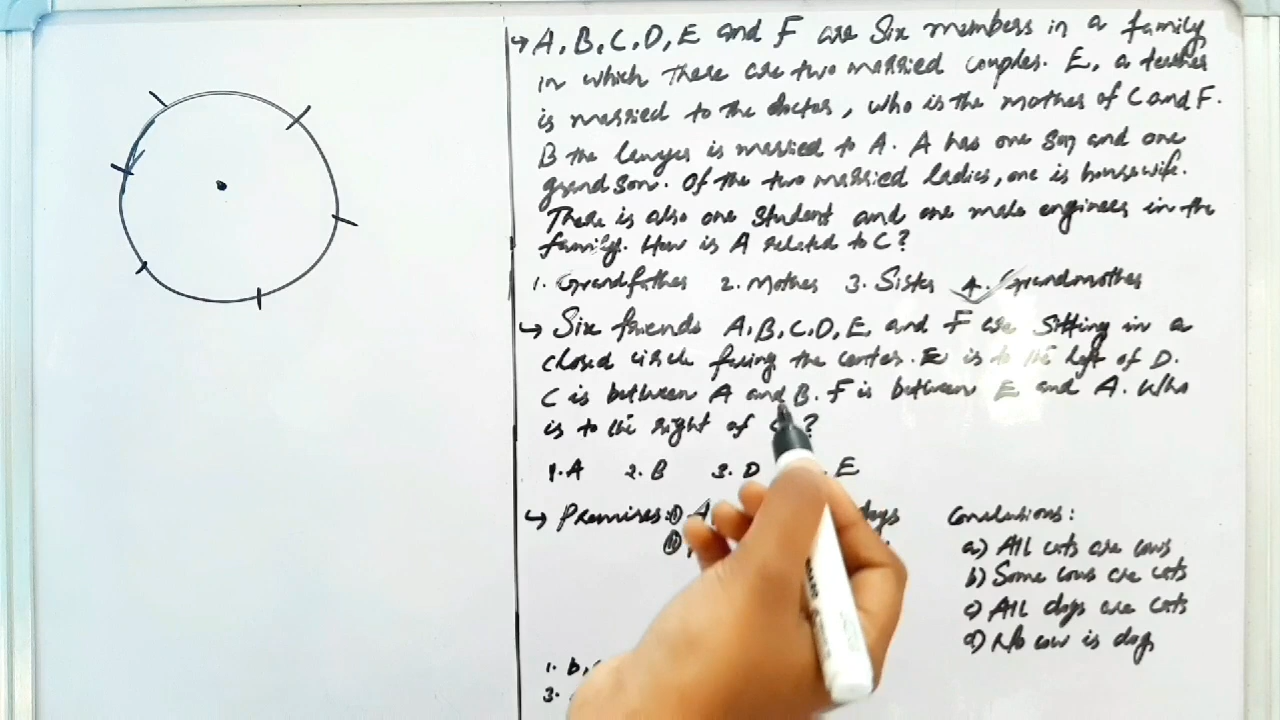 → A, B, C, D, E and F are six members in a family
in which there are two married couples. E, a teacher
is married to the doctor, who is the mother of C and F.
B the lawyer is married to A. A has one son and one
grandson. Of the two married ladies, one is housewife.
There is also one student and one male engineer in the
family. How is A related to C?
1. Grandfather 2. Mother 3. Sister 4. Grandmother
→ Six friends A, B, C, D, E and F are sitting in a
closed circle facing the center. E is to the left of D.
C is between A and B. F is between E and A. Who
is to the right of ?
1. A 2. B 3. D . E
→ Premises: (i) A dogs
(ii)
Conclusions:
a) All cats are cows
b) Some cows are cats
c) All dogs are cats
d) No cow is dog
1. b,
3.